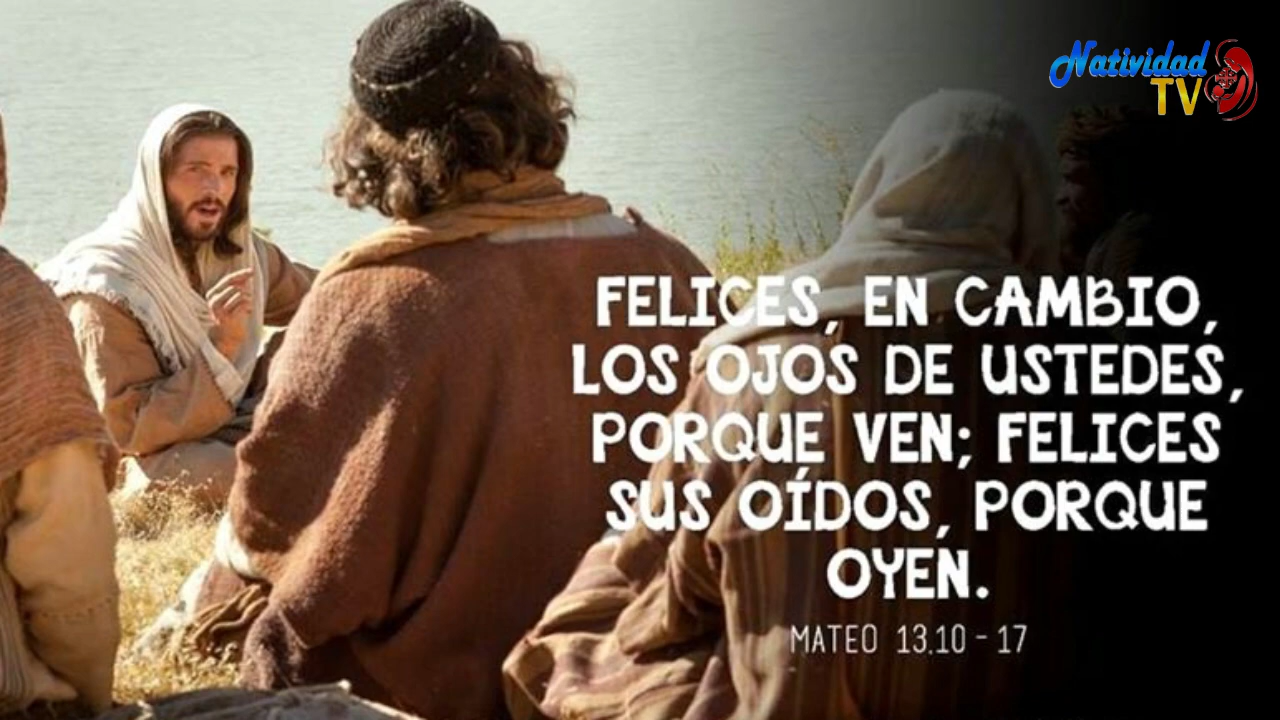 Natividad
TV
FELICES, EN CAMBIO,
LOS OJOS DE USTEDES,
PORQUE VEN; FELICES
SUS OÍDOS, PORQUE
OYEN.
MATEO 13,10 - 17